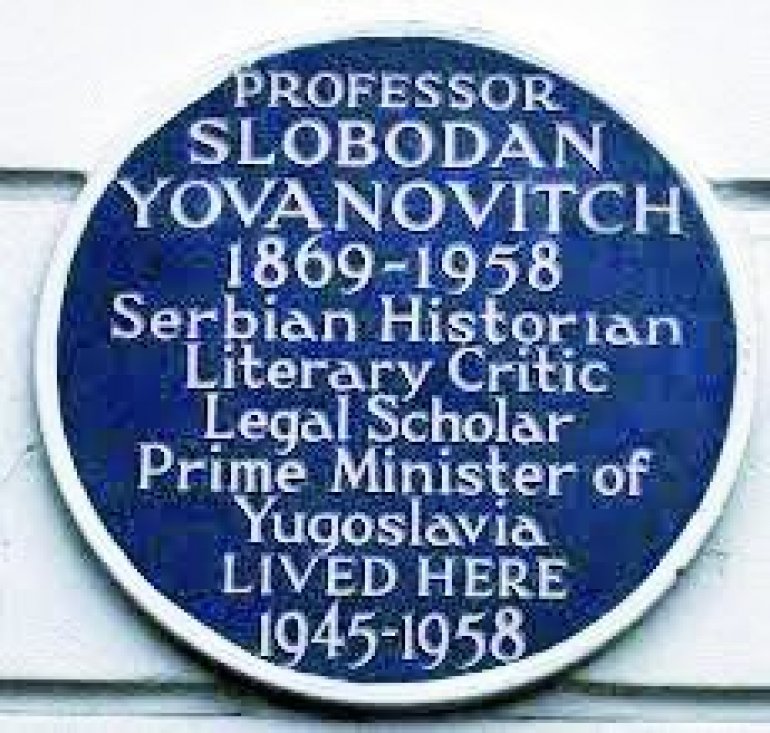 PROFESSOR
SLOBODAN
YOVANOVITCH
1869-1958
Serbian Historian
Literary Critic
Legal Scholar
Prime Minister of
Yugoslavia
LIVED HERE
1945-1958